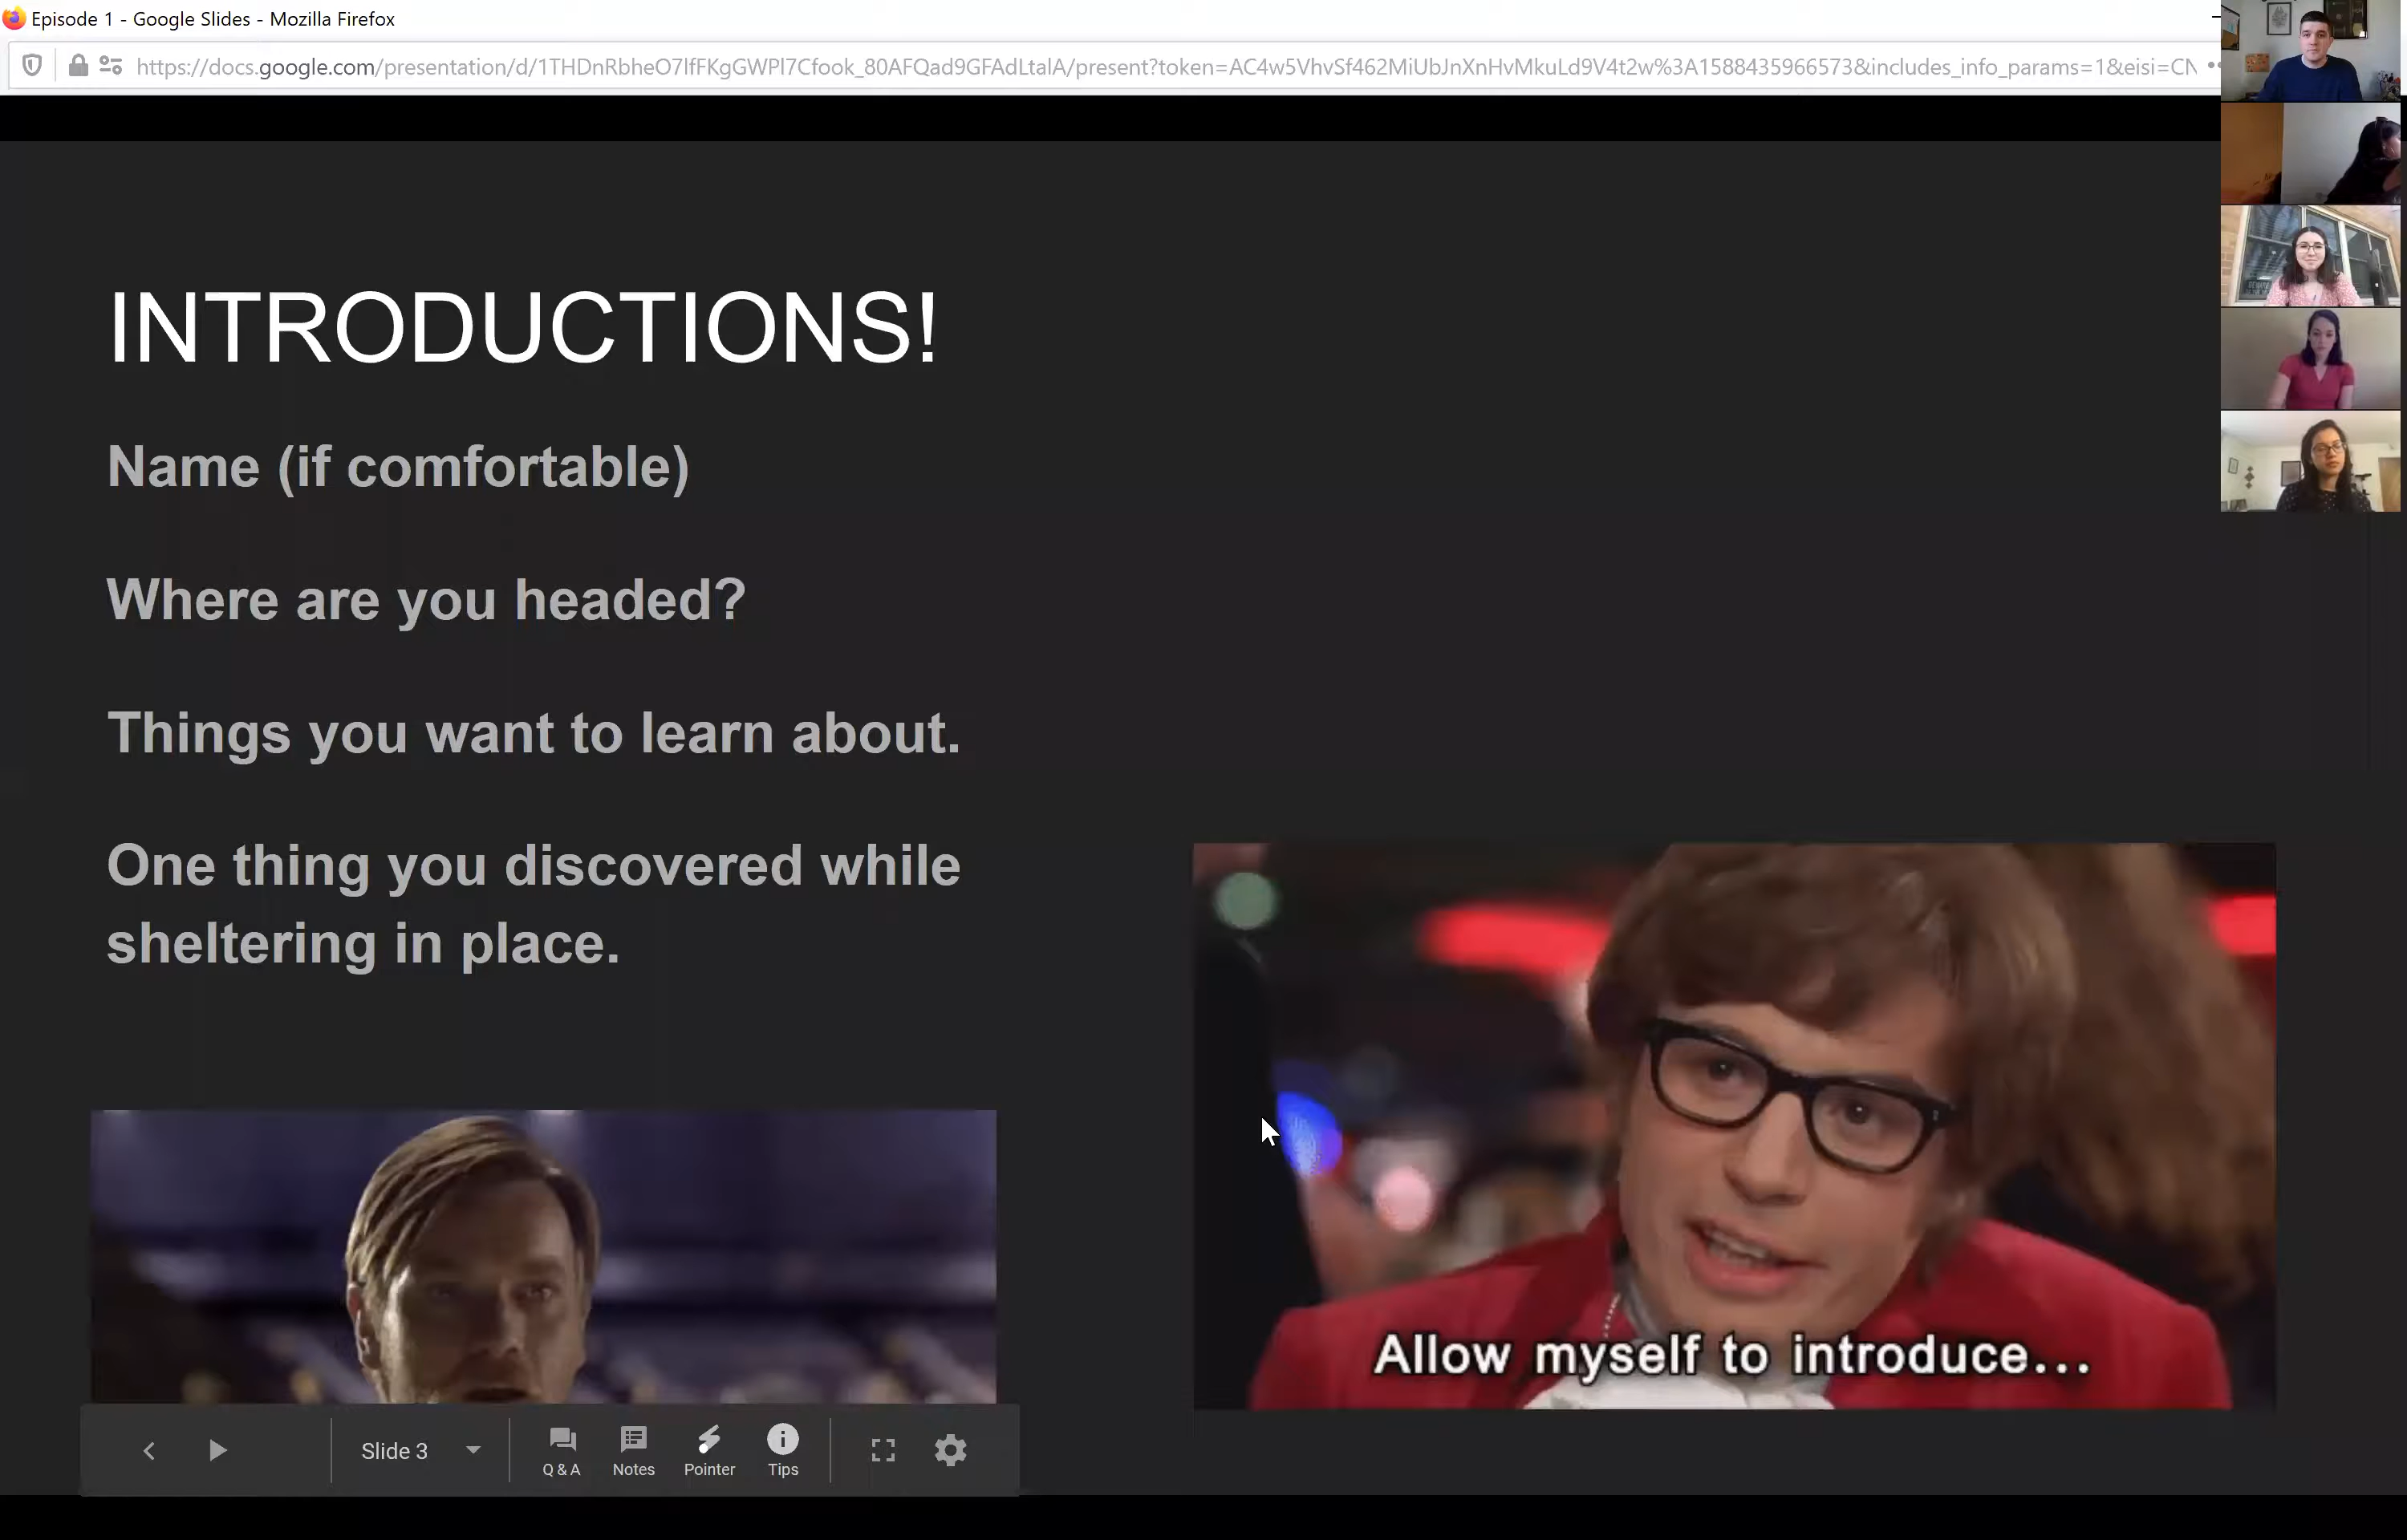 Episode 1 - Google Slides - Mozilla Firefox
https://docs.google.com/presentation/d/1THDnRbheO7lfFKgGWPl7Cfook_80AFQad9GFAdLtalA/present?token=AC4w5VhvSf462MiUbJnXnHvMkuLd9V4t2w%3A1588435966573&includes_info_params=1&eisi=CN
INTRODUCTIONS!
Name (if comfortable)
Where are you headed?
Things you want to learn about.
One thing you discovered while
sheltering in place.
Allow myself to introduce...
Slide 3
Q & A
Notes
Pointer
Tips